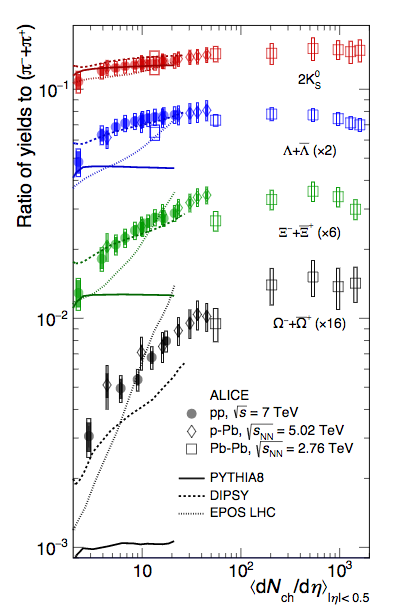 Ratio of yields to (π⁻+π⁺)
10⁻¹
10⁻²
10⁻³
2K⁰S
Λ+Λ̅ (×2)
Ξ⁻+Ξ̅⁺ (×6)
Ω⁻+Ω̅⁺ (×16)
ALICE
pp, √s = 7 TeV
p-Pb, √sNN = 5.02 TeV
Pb-Pb, √sNN = 2.76 TeV
PYTHIA8
DIPSY
EPOS LHC
10
10²
10³
⟨dNch/dη⟩|η|< 0.5